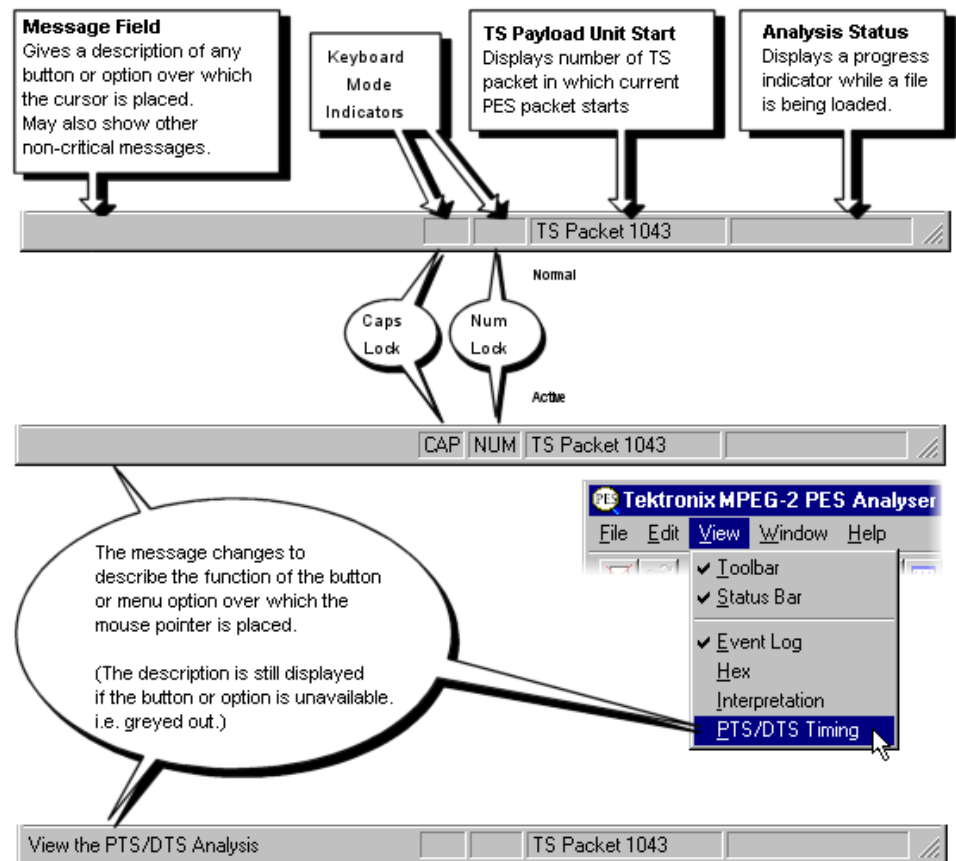 Message Field
Gives a description of any
button or option over which
the cursor is placed.
May also show other
non-critical messages.
Keyboard
Mode
Indicators
TS Payload Unit Start
Displays number of TS
packet in which current
PES packet starts
Analysis Status
Displays a progress
indicator while a file
is being loaded.
TS Packet 1043
Normal
Caps
Lock
Num
Lock
Active
CAP NUM TS Packet 1043
PES Tektronix MPEG-2 PES Analyser
File Edit View Window Help
Toolbar
Status Bar
Event Log
Hex
Interpretation
PTS/DTS Timing
The message changes to
describe the function of the button
or menu option over which the
mouse pointer is placed.
(The description is still displayed
if the button or option is unavailable.
i.e. greyed out.)
View the PTS/DTS Analysis TS Packet 1043